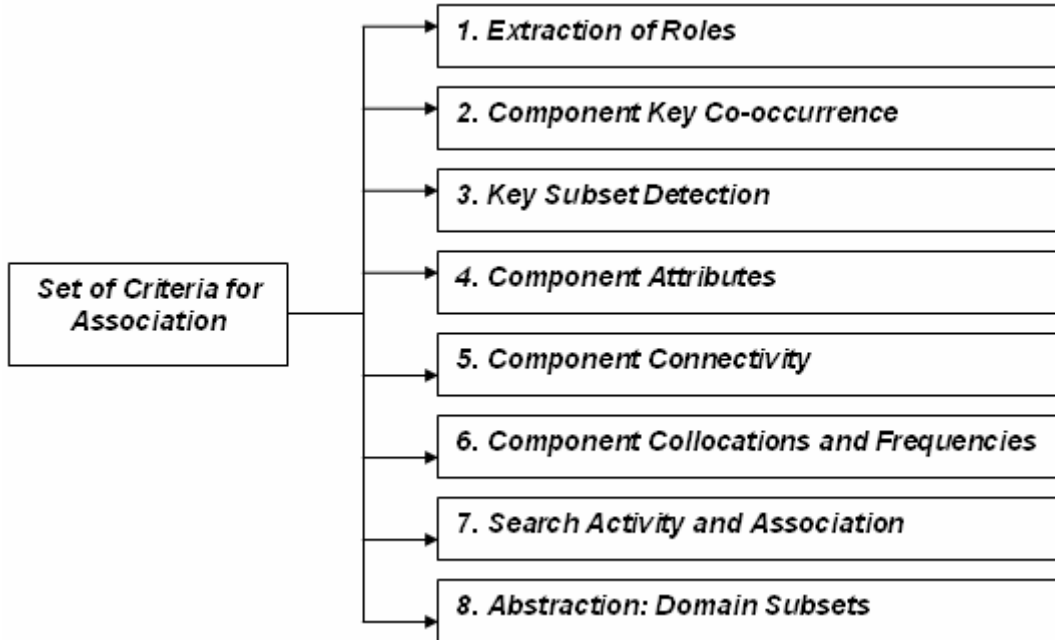 1. Extraction of Roles
2. Component Key Co-occurrence
3. Key Subset Detection
Set of Criteria for
Association
4. Component Attributes
5. Component Connectivity
6. Component Collocations and Frequencies
7. Search Activity and Association
8. Abstraction: Domain Subsets